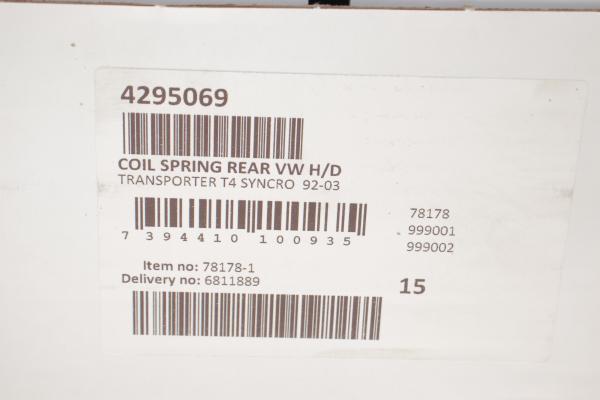 4295069
COIL SPRING REAR VW H/D
TRANSPORTER T4 SYNCRO 92-03
7 394410 100935
78178
999001
999002
Item no: 78178-1
Delivery no: 6811889
15